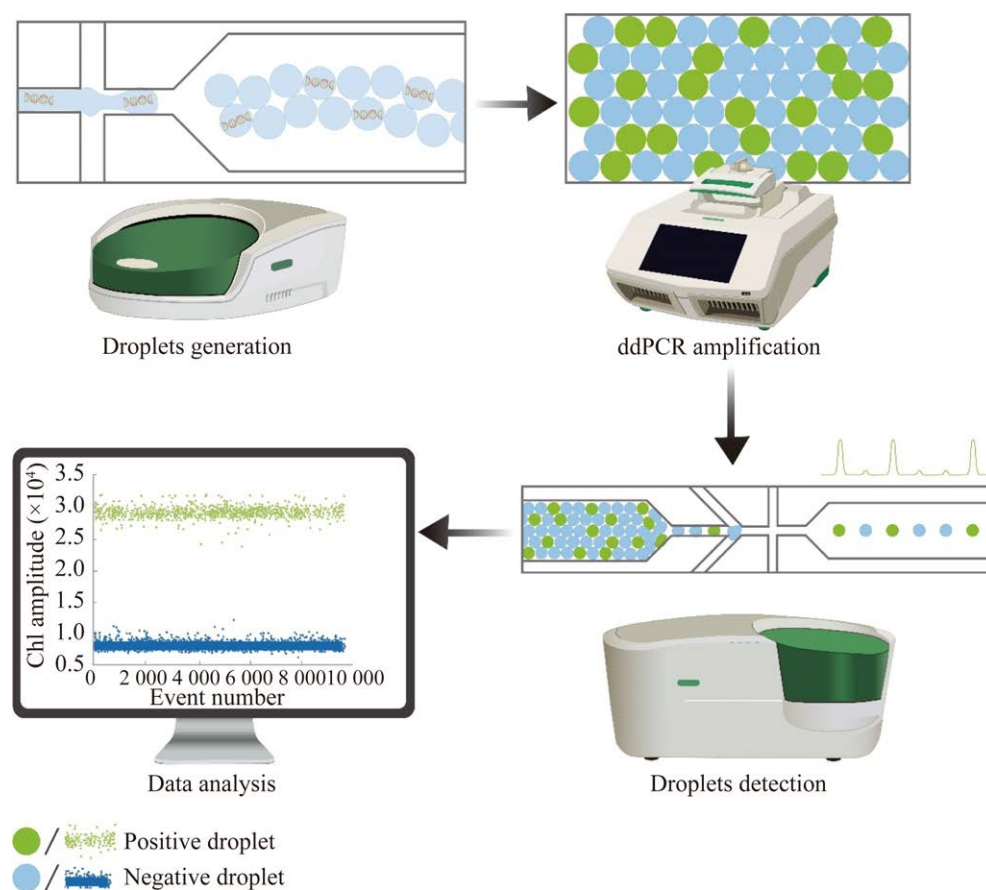 Droplets generation
ddPCR amplification
Chl amplitude (×10⁴)
3.5
3.0
2.5
2.0
1.5
1.0
0.5
0 2 000 4 000 6 000 8 000 10 000
Event number
Data analysis
Droplets detection
Positive droplet
Negative droplet